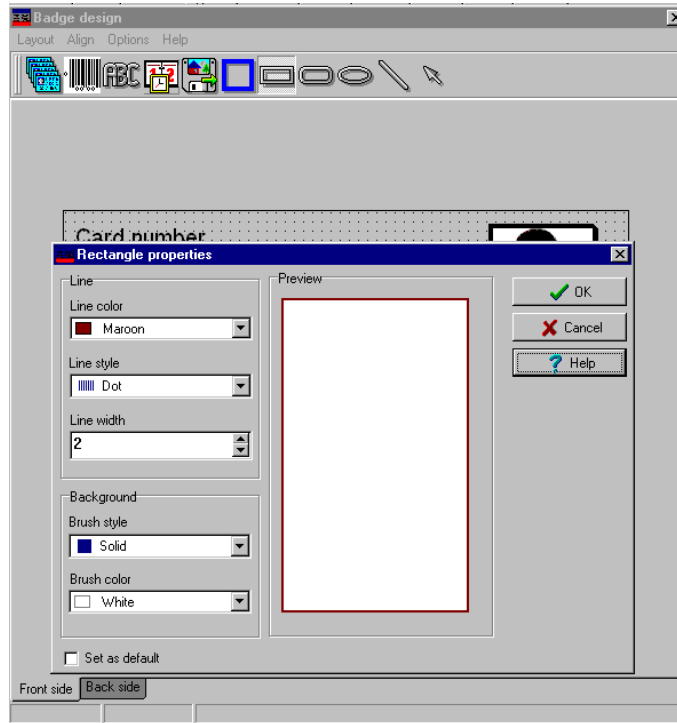 Badge design
Layout Align Options Help
ABC
Card number
Rectangle properties
Line
Line color
Maroon
Line style
Dot
Line width
2
Background
Brush style
Solid
Brush color
White
Set as default
Preview
OK
Cancel
? Help
Front side Back side